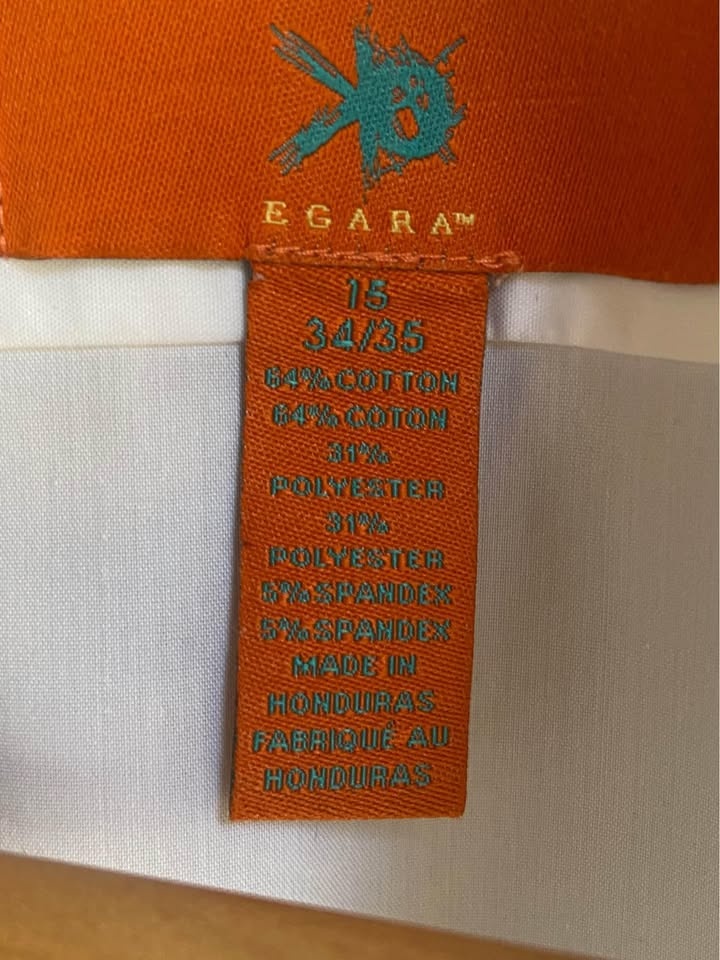 EGARA™
15
34/35
64% COTTON
64% COTON
31%
POLYESTER
31%
POLYESTER
5% SPANDEX
5% SPANDEX
MADE IN
HONDURAS
FABRIQUÉ AU
HONDURAS